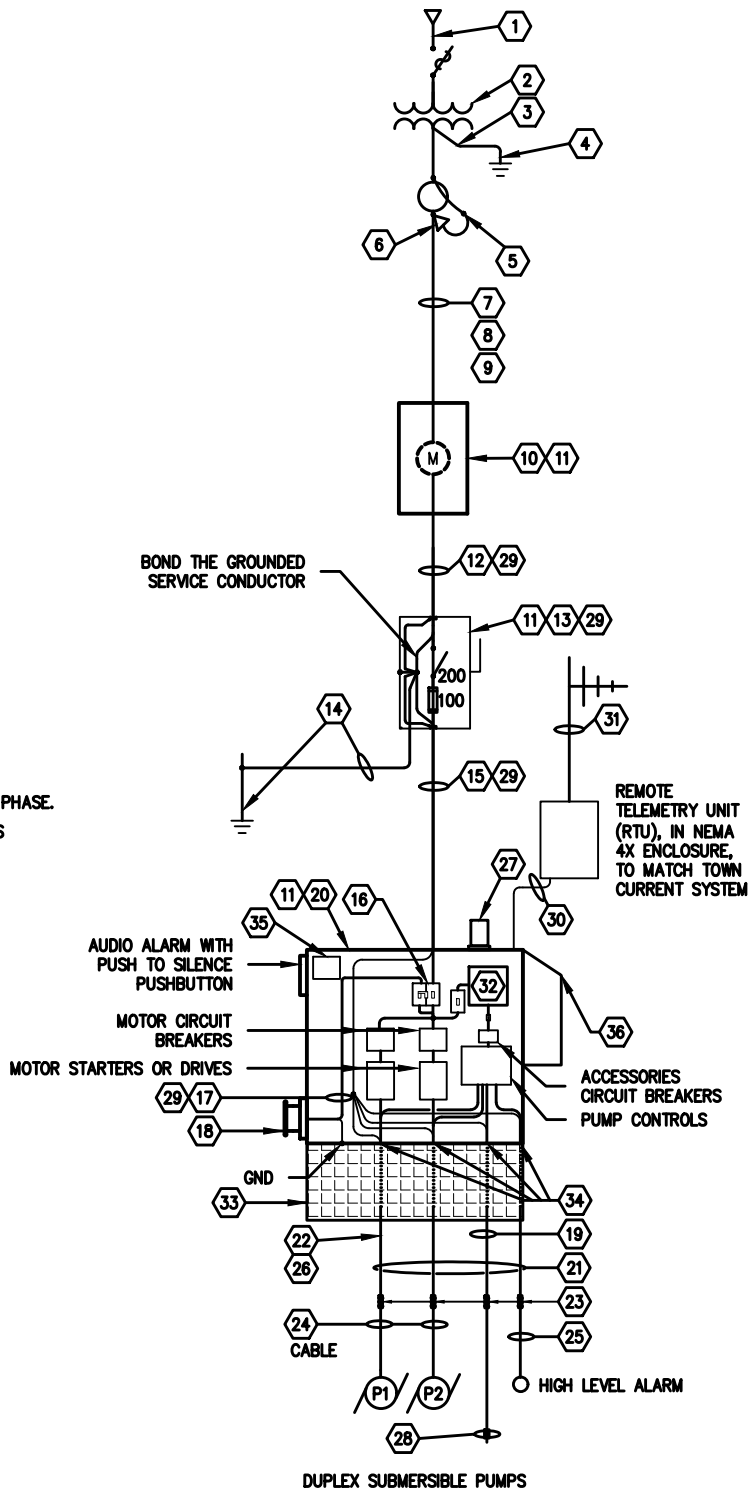 1
2
3
4
5
6
7
8
9
M
10 11
BOND THE GROUNDED
SERVICE CONDUCTOR
12 29
11 13 29
200
100
14
31
PHASE.
S
15 29
REMOTE
TELEMETRY UNIT
(RTU), IN NEMA
4X ENCLOSURE,
TO MATCH TOWN
CURRENT SYSTEM
27
30
11 20
16
35
AUDIO ALARM WITH
PUSH TO SILENCE
PUSHBUTTON
32
36
MOTOR CIRCUIT
BREAKERS
MOTOR STARTERS OR DRIVES
ACCESSORIES
CIRCUIT BREAKERS
PUMP CONTROLS
29 17
18
GND
33
34
22
26
19
21
23
24
CABLE
25
P1
P2
HIGH LEVEL ALARM
28
DUPLEX SUBMERSIBLE PUMPS